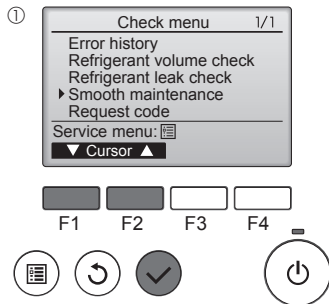 ①
Check menu 1/1
Error history
Refrigerant volume check
Refrigerant leak check
Smooth maintenance
Request code
Service menu:
▼ Cursor ▲
F1 F2 F3 F4